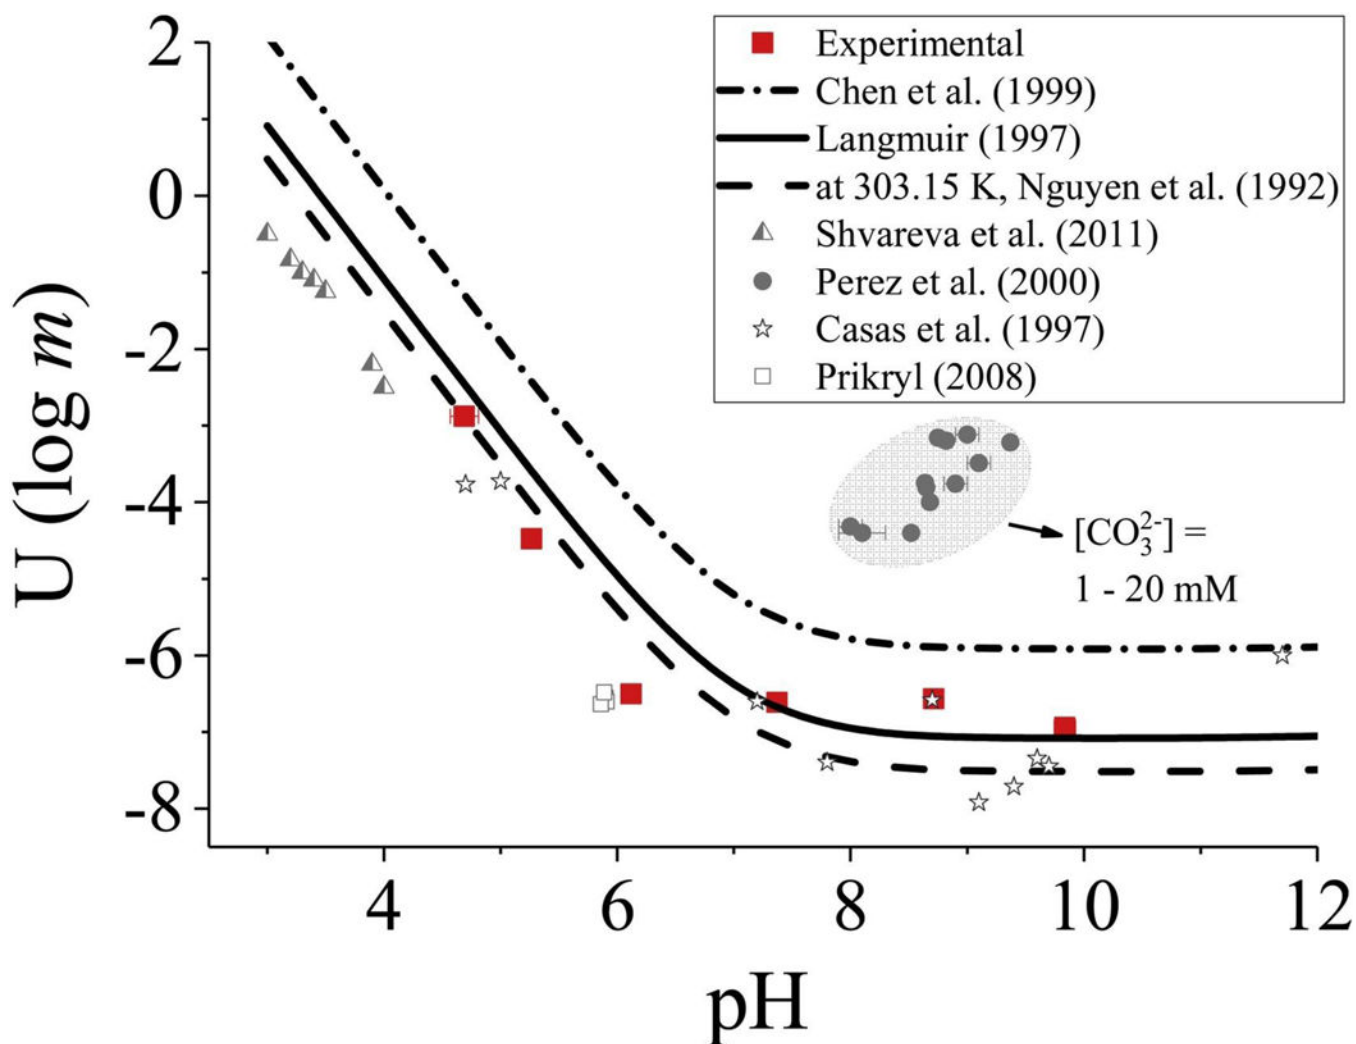 2
0
-2
-4
-6
-8
U (log m)
Experimental
Chen et al. (1999)
Langmuir (1997)
at 303.15 K, Nguyen et al. (1992)
Shvareva et al. (2011)
Perez et al. (2000)
Casas et al. (1997)
Prikryl (2008)
[CO₃²⁻] =
1 - 20 mM
4 6 8 10 12
pH